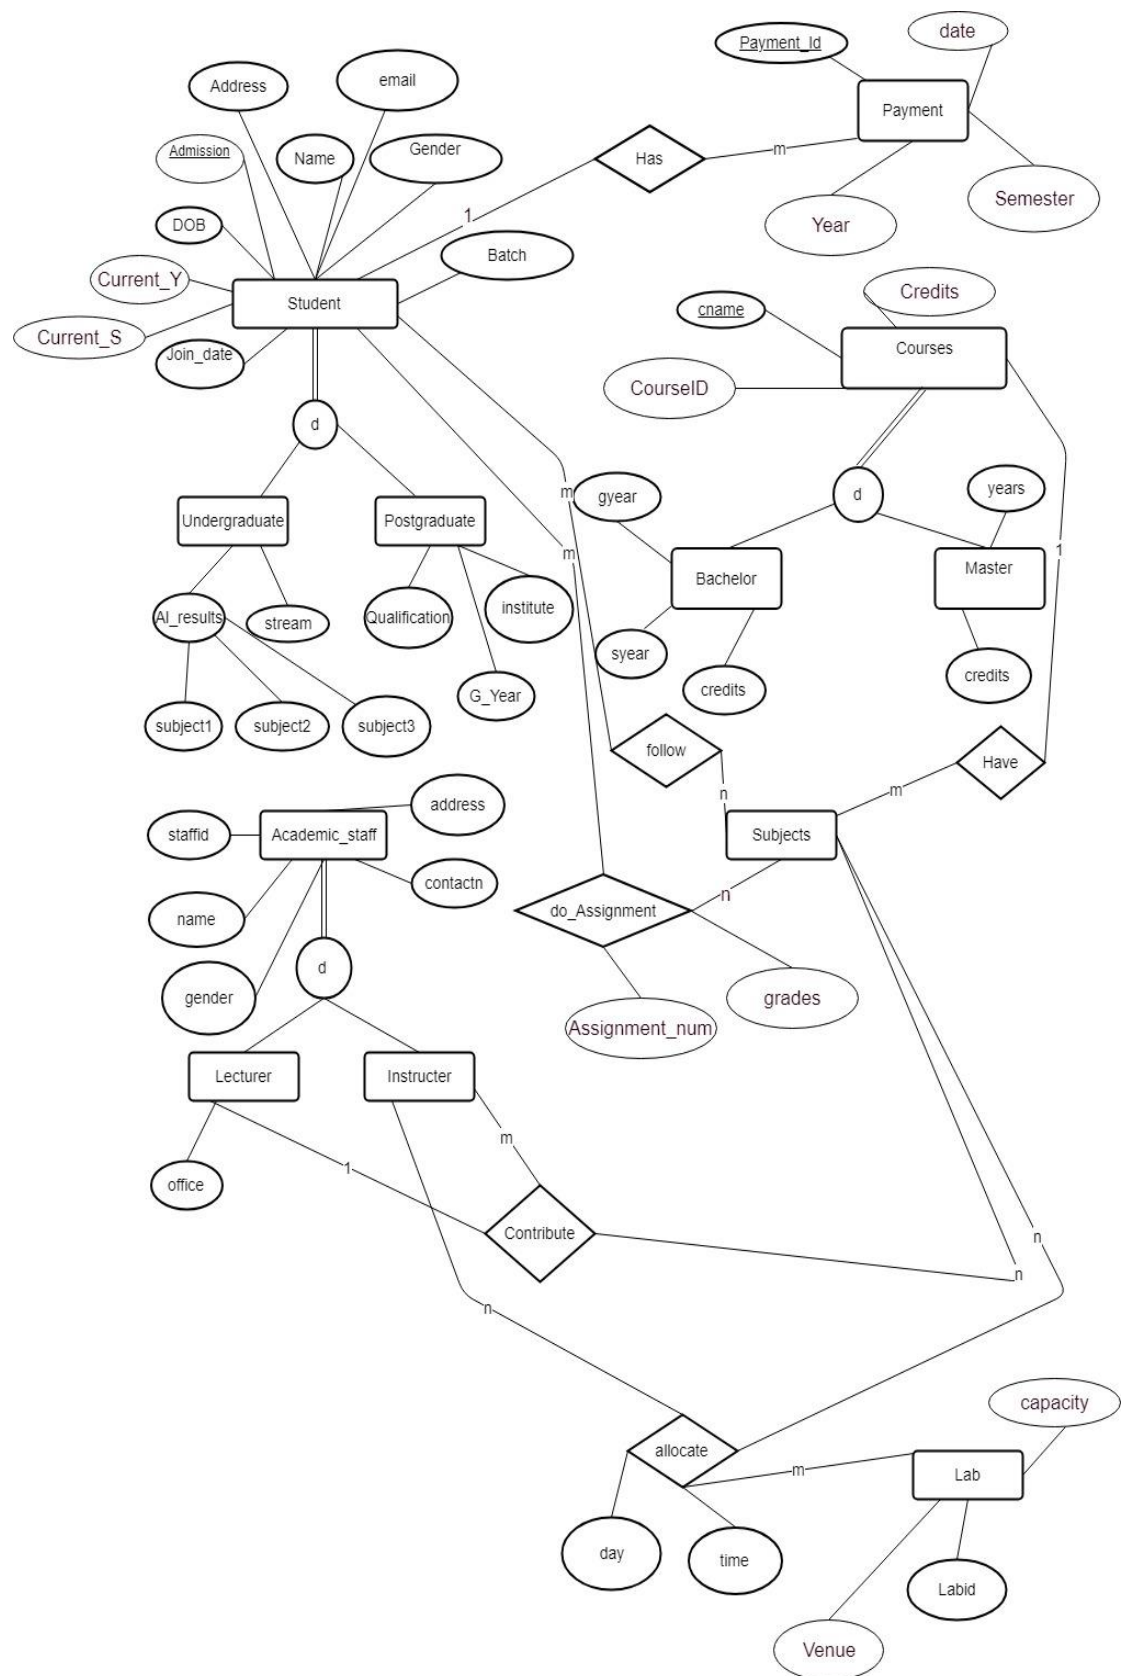 date
Payment_Id
Address
email
Payment
Admission
Name
Gender
Has
m
Semester
1
DOB
Year
Batch
Current_Y
Credits
Student
cname
Current_S
Join_date
Courses
CourseID
d
gyear
m
d
years
Undergraduate
Postgraduate
m
1
Bachelor
Master
Al_results
stream
Qualification
institute
syear
credits
credits
G_Year
subject1
subject2
subject3
follow
Have
n
m
address
staffid
Academic_staff
Subjects
contactn
n
do_Assignment
name
d
gender
grades
Assignment_num
Lecturer
Instructer
m
1
office
Contribute
n
n
n
capacity
allocate
m
Lab
day
time
Labid
Venue